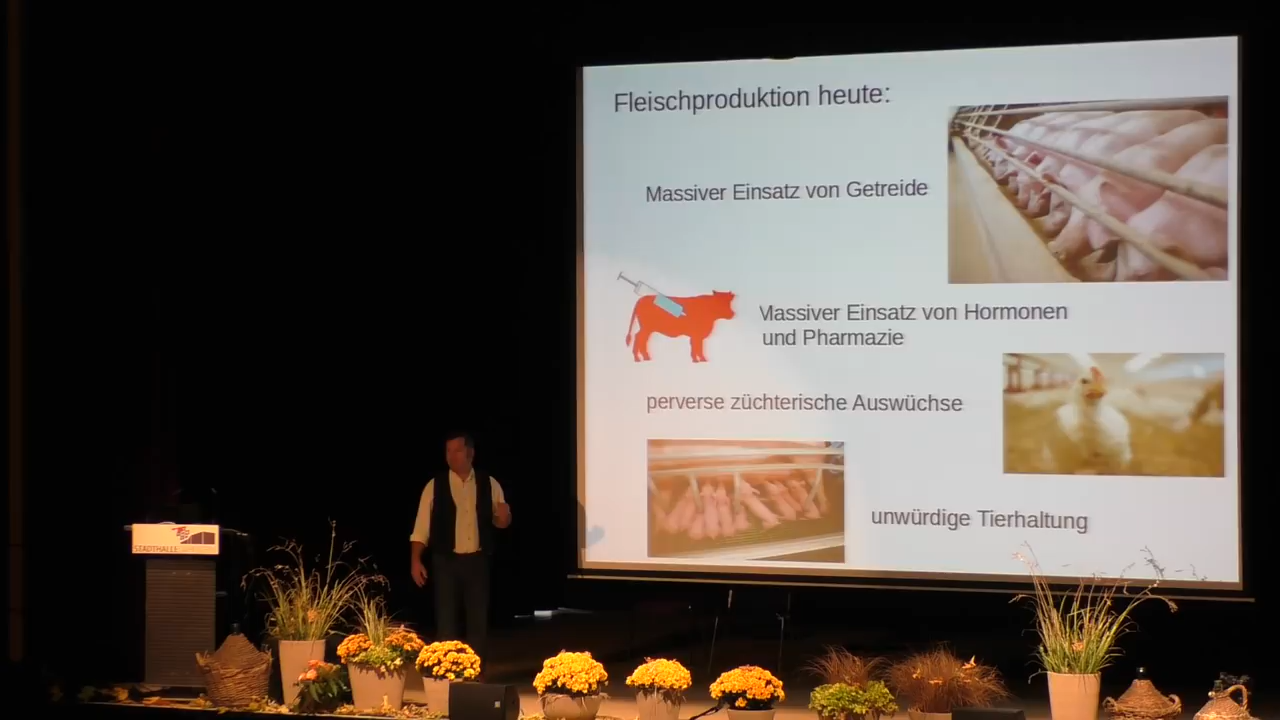 Fleischproduktion heute:
Massiver Einsatz von Getreide
Massiver Einsatz von Hormonen
und Pharmazie
perverse züchterische Auswüchse
unwürdige Tierhaltung
STADTHALLE